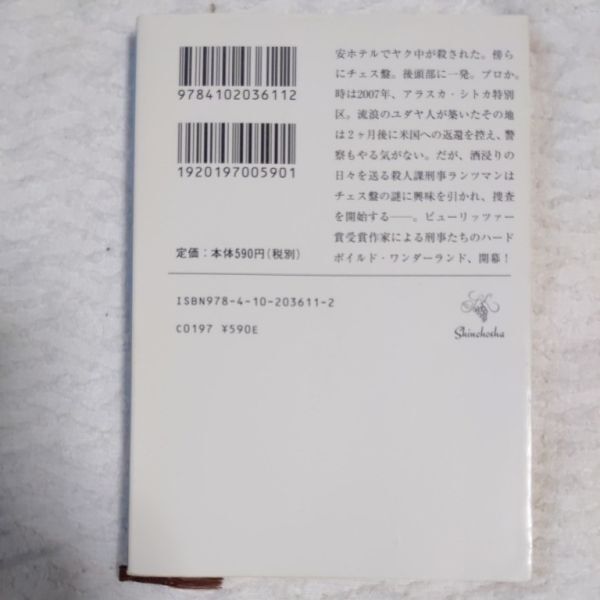 安ホテルでヤク中が殺された。傍ら
にチェス盤。後頭部に一発。プロか。
時は2007年、アラスカ・シトカ特別
区。流浪のユダヤ人が築いたその地
は2ヶ月後に米国への返還を控え、警
察もやる気がない。だが、酒浸りの
日々を送る殺人課刑事ランツマンは
チェス盤の謎に興味を引かれ、捜査
を開始する——。ピューリッツァー
賞受賞作家による刑事たちのハード
ボイルド・ワンダーランド、開幕！
9784102036112
1920197005901
定価：本体590円(税別)
ISBN978-4-10-203611-2
C0197 ¥590E
Shinchosha